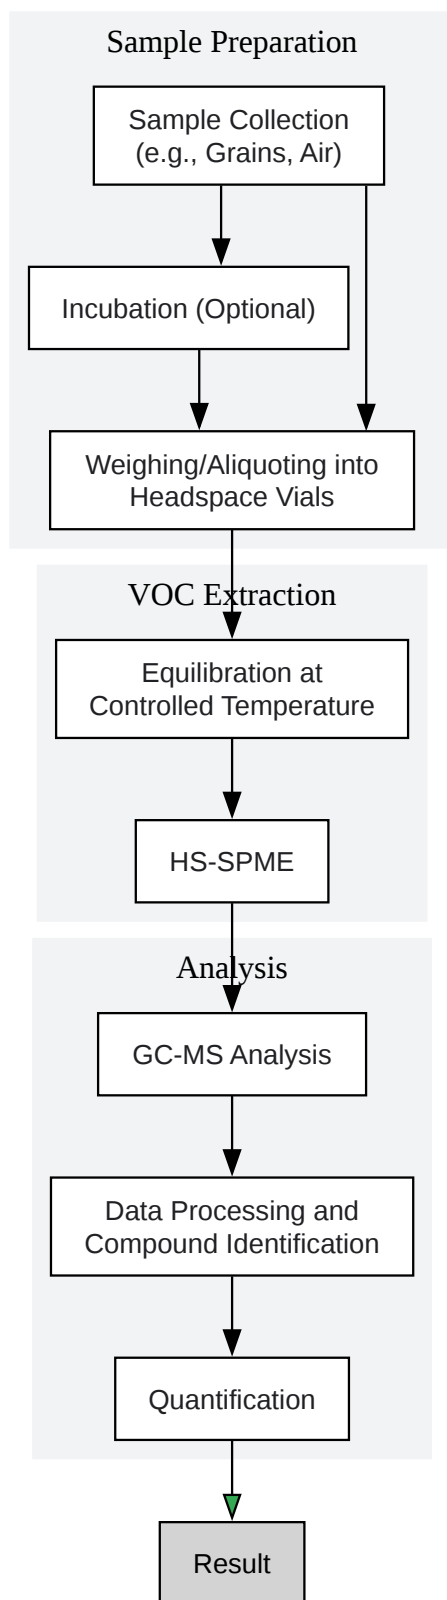 Sample Preparation
Sample Collection
(e.g., Grains, Air)
Incubation (Optional)
Weighing/Aliquoting into
Headspace Vials
VOC Extraction
Equilibration at
Controlled Temperature
HS-SPME
Analysis
GC-MS Analysis
Data Processing and
Compound Identification
Quantification
Result